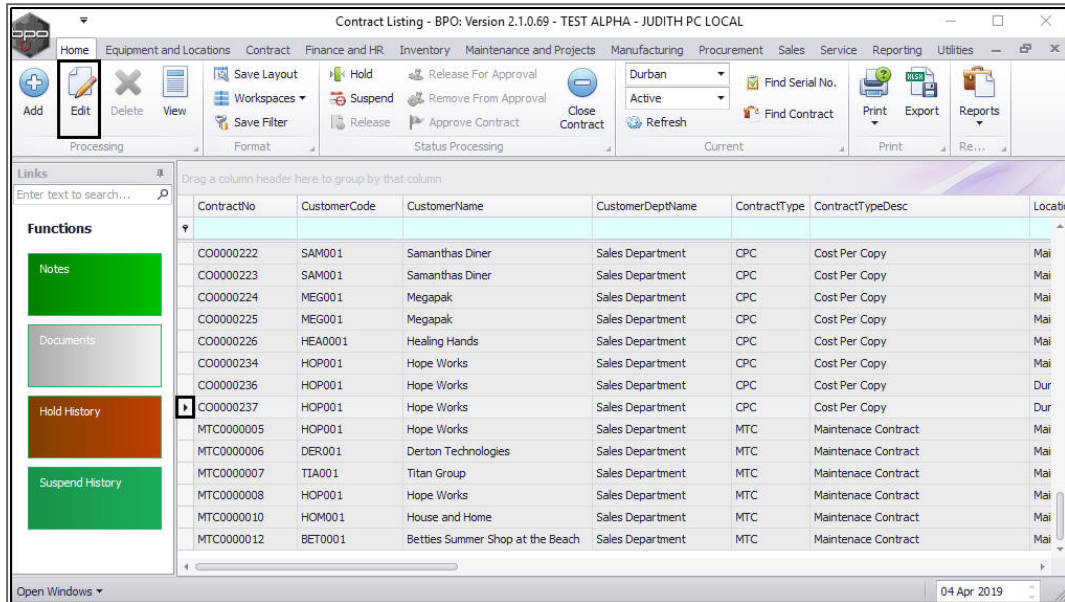 bpo
Contract Listing - BPO: Version 2.1.0.69 - TEST ALPHA - JUDITH PC LOCAL
Home Equipment and Locations Contract Finance and HR Inventory Maintenance and Projects Manufacturing Procurement Sales Service Reporting Utilities
Add Edit Delete View
Processing
Save Layout
Workspaces
Save Filter
Format
Hold
Suspend
Release
Release For Approval
Remove From Approval
Approve Contract
Close Contract
Status Processing
Durban
Active
Refresh
Find Serial No.
Find Contract
Current
Print Export
Print
Reports
Re...
Links
Enter text to search...
Functions
Notes
Documents
Hold History
Suspend History
Drag a column header here to group by that column
ContractNo CustomerCode CustomerName CustomerDeptName ContractType ContractTypeDesc Locati
CO0000222 SAM001 Samanthas Diner Sales Department CPC Cost Per Copy Mai
CO0000223 SAM001 Samanthas Diner Sales Department CPC Cost Per Copy Mai
CO0000224 MEG001 Megapak Sales Department CPC Cost Per Copy Mai
CO0000225 MEG001 Megapak Sales Department CPC Cost Per Copy Mai
CO0000226 HEA0001 Healing Hands Sales Department CPC Cost Per Copy Mai
CO0000234 HOP001 Hope Works Sales Department CPC Cost Per Copy Mai
CO0000236 HOP001 Hope Works Sales Department CPC Cost Per Copy Dur
CO0000237 HOP001 Hope Works Sales Department CPC Cost Per Copy Dur
MTC0000005 HOP001 Hope Works Sales Department MTC Maintenace Contract Mai
MTC0000006 DER001 Derton Technologies Sales Department MTC Maintenace Contract Mai
MTC0000007 TIA001 Titan Group Sales Department MTC Maintenace Contract Mai
MTC0000008 HOP001 Hope Works Sales Department MTC Maintenace Contract Mai
MTC0000010 HOM001 House and Home Sales Department MTC Maintenace Contract Mai
MTC0000012 BET0001 Betties Summer Shop at the Beach Sales Department MTC Maintenace Contract Mai
Open Windows
04 Apr 2019